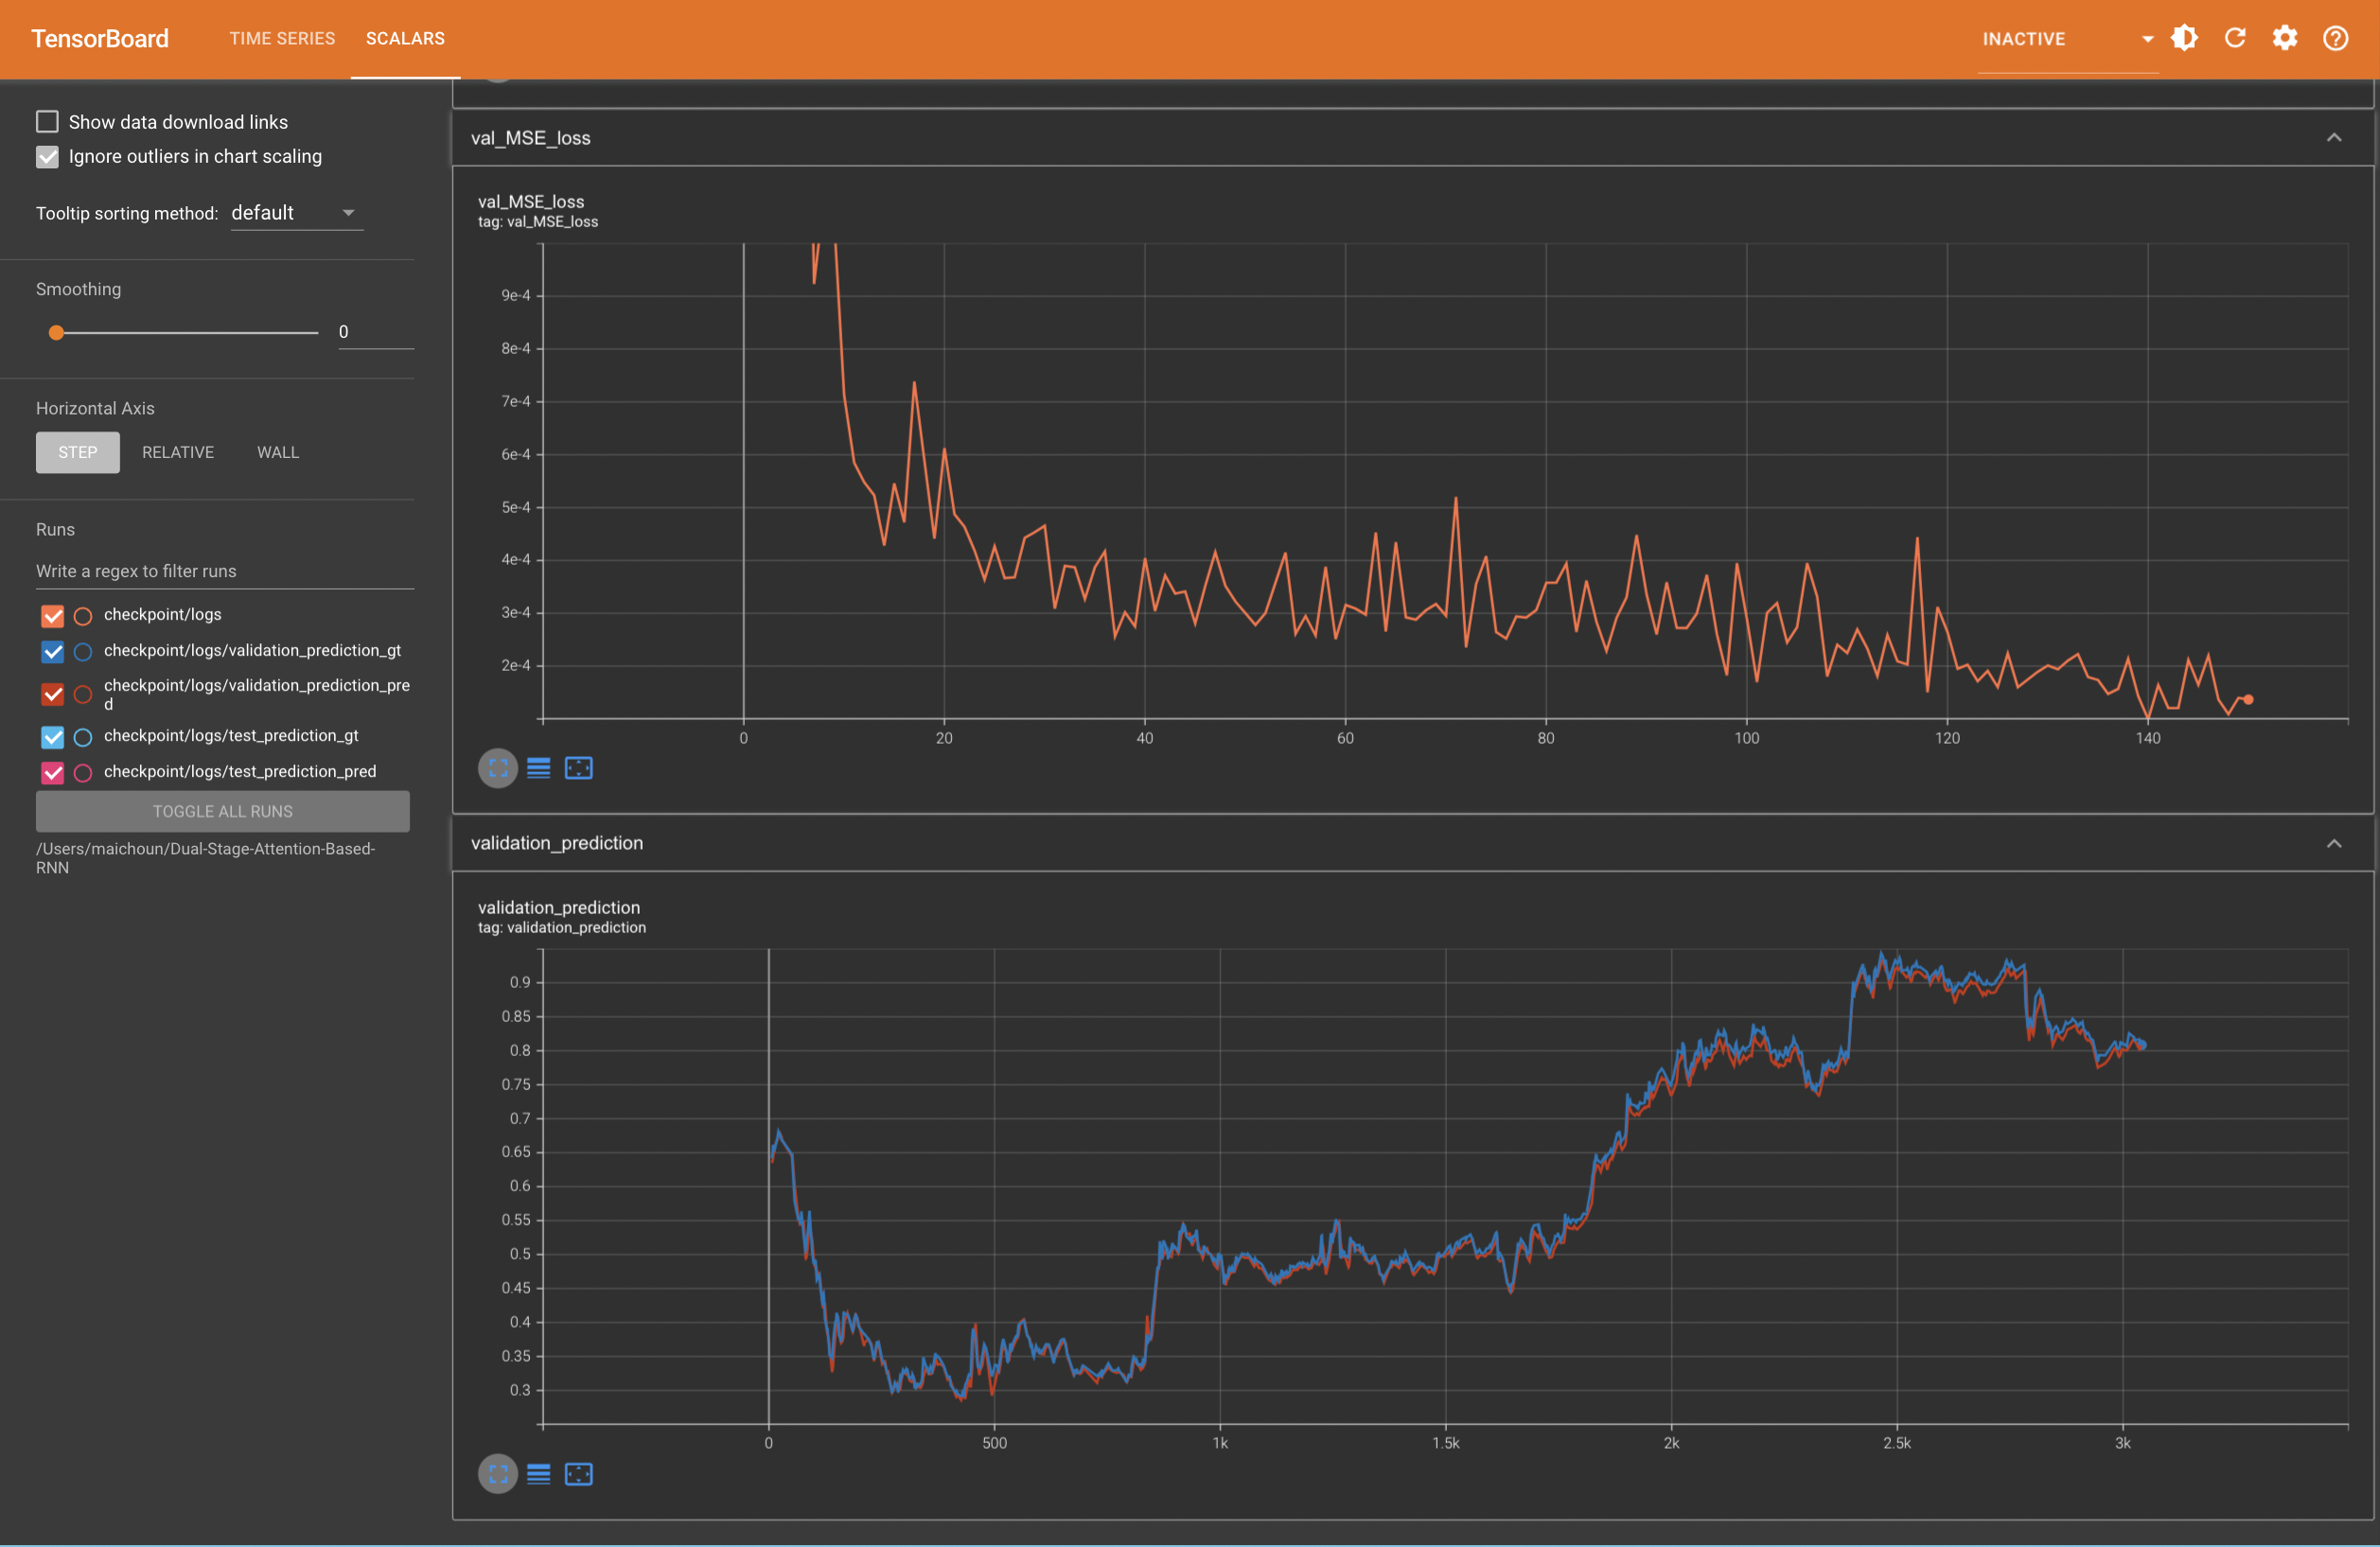 TensorBoard
TIME SERIES
SCALARS
INACTIVE
Show data download links
Ignore outliers in chart scaling
Tooltip sorting method: default
Smoothing
0
Horizontal Axis
STEP
RELATIVE
WALL
Runs
Write a regex to filter runs
checkpoint/logs
checkpoint/logs/validation_prediction_gt
checkpoint/logs/validation_prediction_pre
d
checkpoint/logs/test_prediction_gt
checkpoint/logs/test_prediction_pred
TOGGLE ALL RUNS
/Users/maichoun/Dual-Stage-Attention-Based-
RNN
val_MSE_loss
val_MSE_loss
tag: val_MSE_loss
9e-4
8e-4
7e-4
6e-4
5e-4
4e-4
3e-4
2e-4
0 20 40 60 80 100 120 140
validation_prediction
validation_prediction
tag: validation_prediction
0.9
0.85
0.8
0.75
0.7
0.65
0.6
0.55
0.5
0.45
0.4
0.35
0.3
0 500 1k 1.5k 2k 2.5k 3k